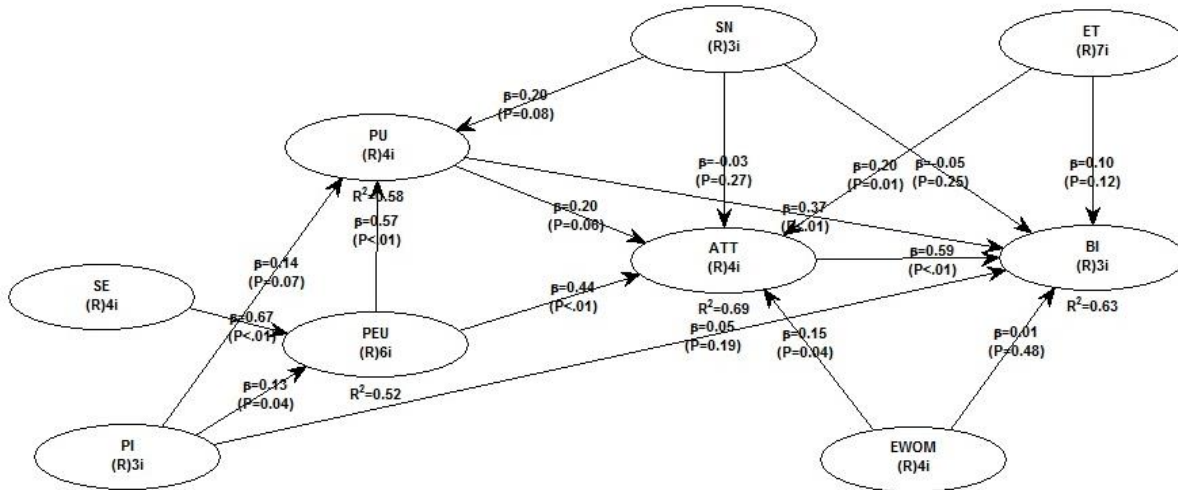 SN
(R)3i
ET
(R)7i
β=0.20
(P=0.08)
PU
(R)4i
R²=0.58
β=0.57
(P<.01)
β=-0.03
(P=0.27)
β=0.20
(P=0.01)
β=-0.05
(P=0.25)
β=0.10
(P=0.12)
β=0.20
(P=0.06)
β=0.37
(P<.01)
ATT
(R)4i
R²=0.69
β=0.59
(P<.01)
BI
(R)3i
R²=0.63
β=0.14
(P=0.07)
SE
(R)4i
β=0.67
(P<.01)
PEU
(R)6i
R²=0.52
β=0.44
(P<.01)
β=0.05
(P=0.19)
β=0.15
(P=0.04)
β=0.01
(P=0.48)
β=0.13
(P=0.04)
PI
(R)3i
EWOM
(R)4i